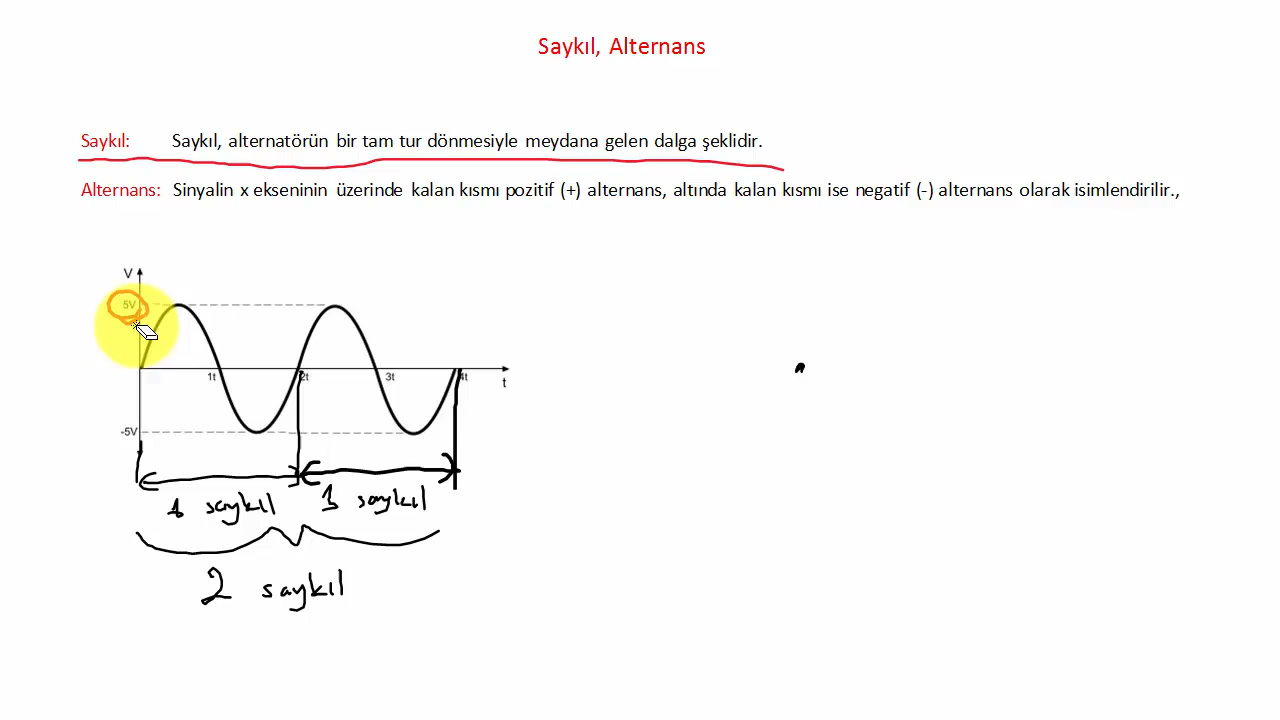 Saykıl, Alternans
Saykıl: Saykıl, alternatörün bir tam tur dönmesiyle meydana gelen dalga şeklidir.
Alternans: Sinyalin x ekseninin üzerinde kalan kısmı pozitif (+) alternans, altında kalan kısmı ise negatif (-) alternans olarak isimlendirilir.,
V
5V
1t 2t 3t 4t
t
-5V
1 saykıl 1 saykıl
2 saykıl